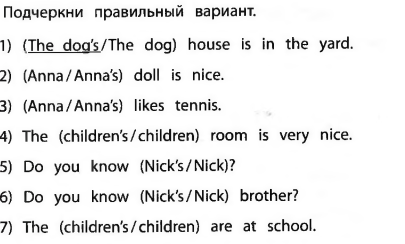 Подчеркни правильный вариант.
1) (The dog's/The dog) house is in the yard.
2) (Anna/Anna's) doll is nice.
3) (Anna/Anna's) likes tennis.
4) The (children's/children) room is very nice.
5) Do you know (Nick's/Nick)?
6) Do you know (Nick's/Nick) brother?
7) The (children's/children) are at school.